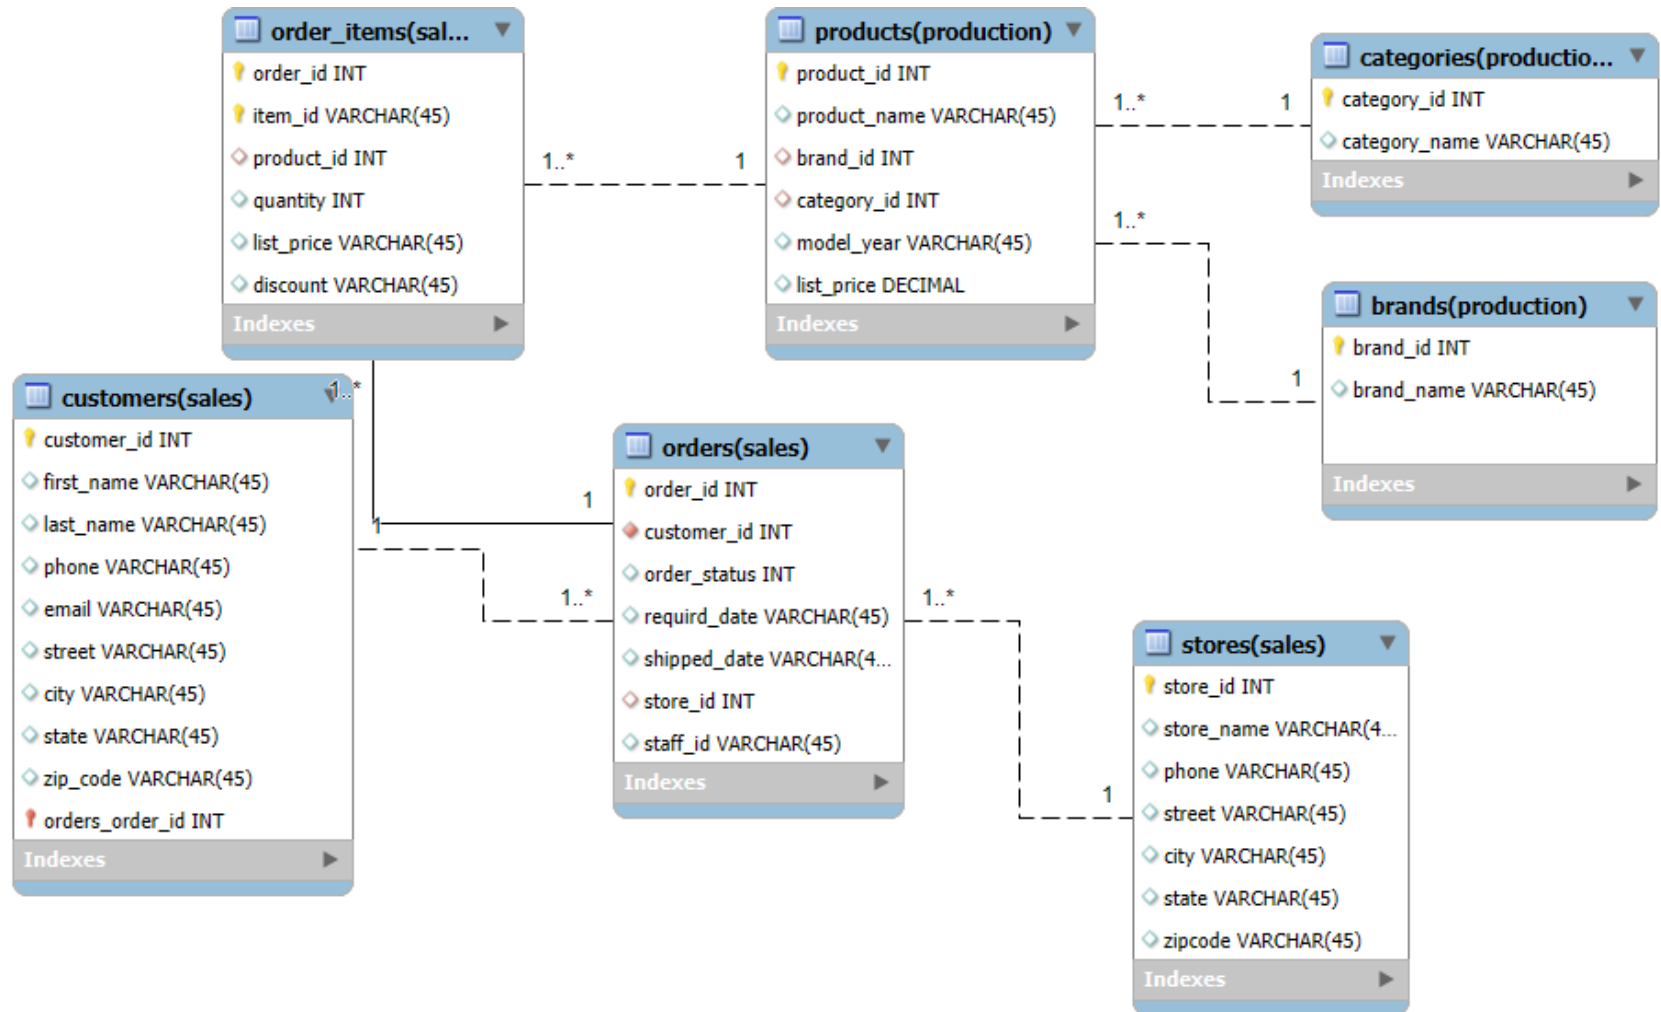 order_items(sal...
order_id INT
item_id VARCHAR(45)
product_id INT
quantity INT
list_price VARCHAR(45)
discount VARCHAR(45)
Indexes
1..*
1
products(production)
product_id INT
product_name VARCHAR(45)
brand_id INT
category_id INT
model_year VARCHAR(45)
list_price DECIMAL
Indexes
1..*
1
1..*
1
categories(productio...
category_id INT
category_name VARCHAR(45)
Indexes
brands(production)
brand_id INT
brand_name VARCHAR(45)
Indexes
customers(sales)
customer_id INT
first_name VARCHAR(45)
last_name VARCHAR(45)
phone VARCHAR(45)
email VARCHAR(45)
street VARCHAR(45)
city VARCHAR(45)
state VARCHAR(45)
zip_code VARCHAR(45)
orders_order_id INT
Indexes
1..*
1
1
1..*
orders(sales)
order_id INT
customer_id INT
order_status INT
requird_date VARCHAR(45)
shipped_date VARCHAR(4...
store_id INT
staff_id VARCHAR(45)
Indexes
1..*
1
stores(sales)
store_id INT
store_name VARCHAR(4...
phone VARCHAR(45)
street VARCHAR(45)
city VARCHAR(45)
state VARCHAR(45)
zipcode VARCHAR(45)
Indexes